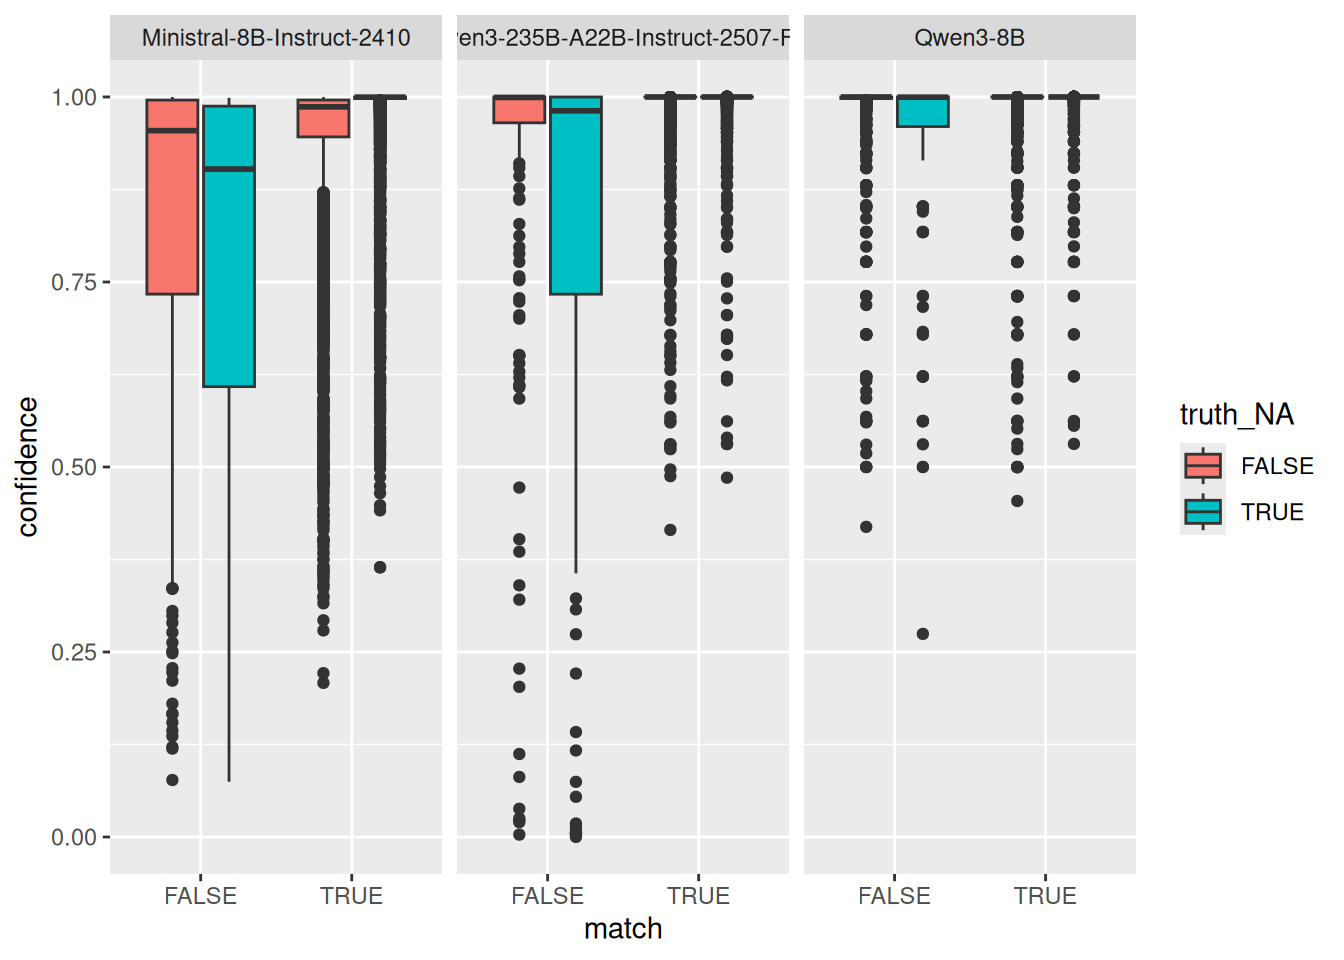 Ministral-8B-Instruct-2410
en3-235B-A22B-Instruct-2507-F
Qwen3-8B
1.00
0.75
0.50
0.25
0.00
confidence
FALSE
TRUE
FALSE
TRUE
FALSE
TRUE
match
truth_NA
FALSE
TRUE